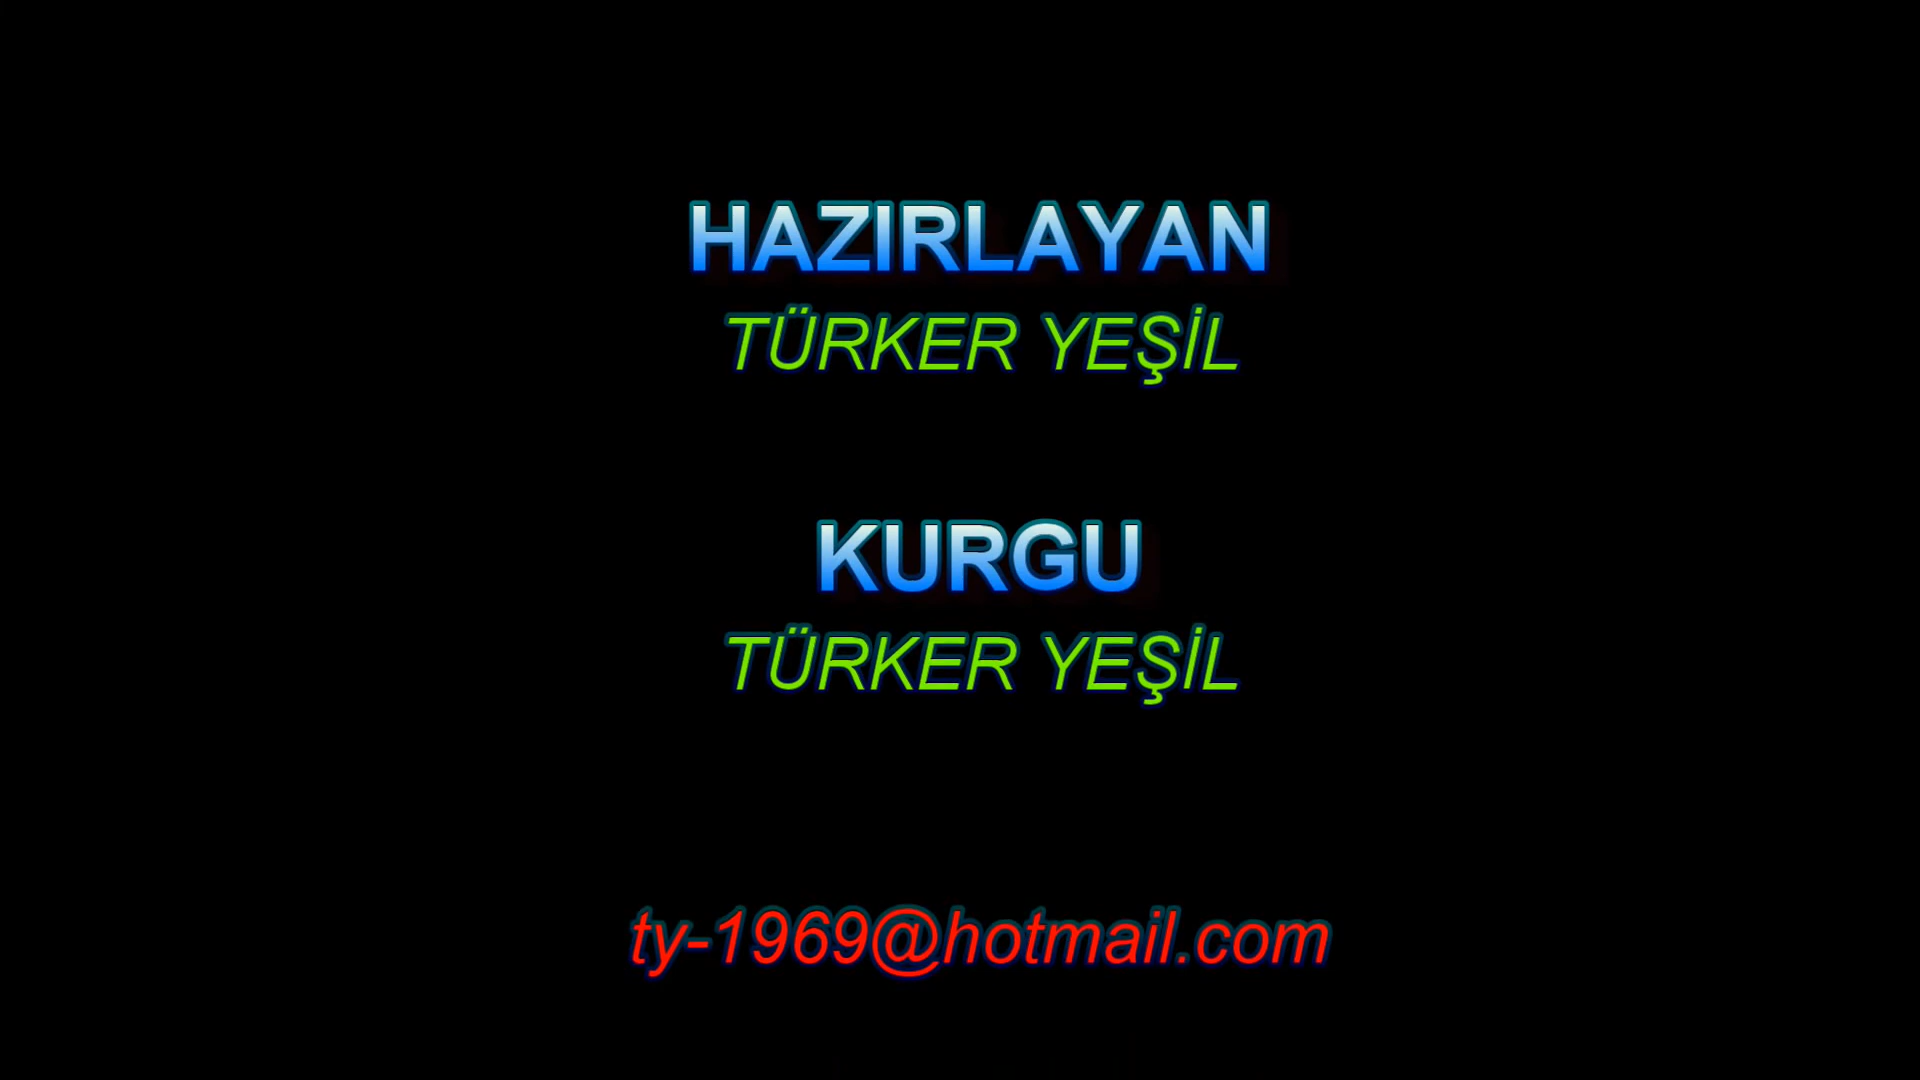 HAZIRLAYAN
TÜRKER YEŞİL
KURGU
TÜRKER YEŞİL
ty-1969@hotmail.com